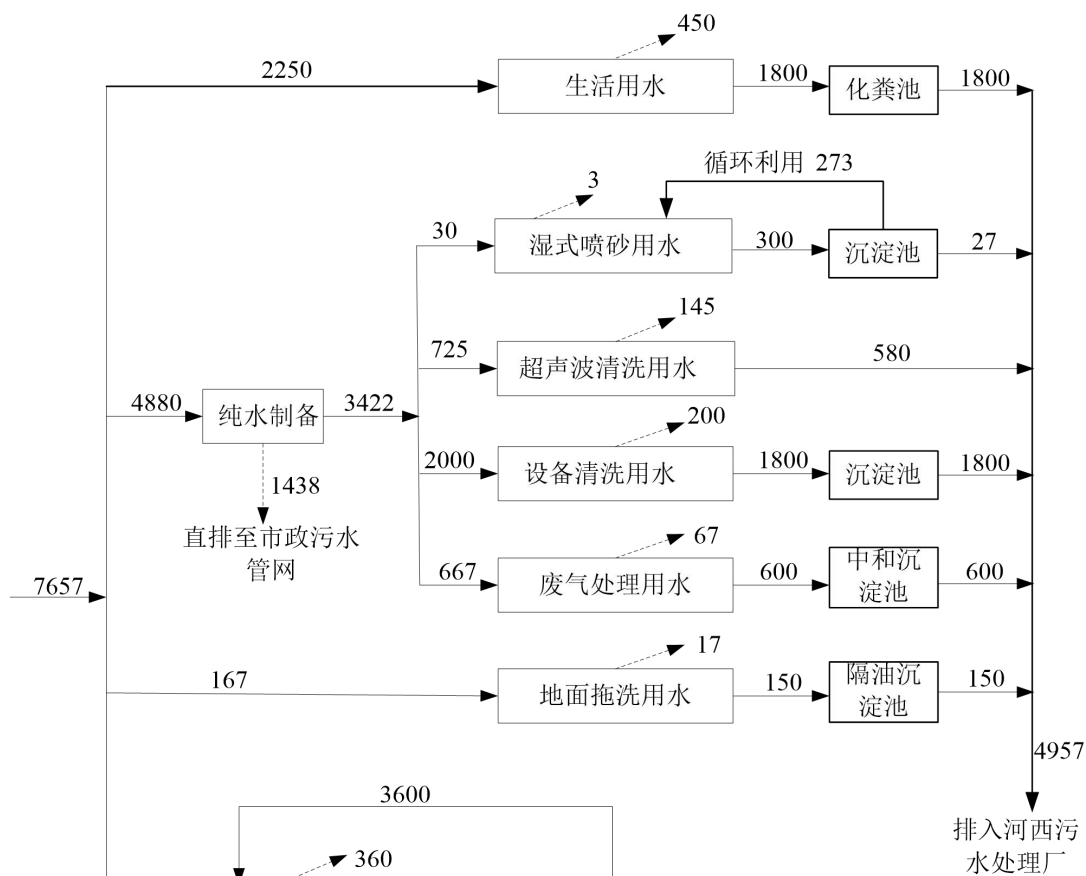 450
2250
生活用水
1800
化粪池
1800
循环利用 273
3
30
湿式喷砂用水
300
沉淀池
27
145
725
超声波清洗用水
580
4880
纯水制备
3422
200
2000
设备清洗用水
1800
沉淀池
1800
1438
直排至市政污水
管网
67
667
废气处理用水
600
中和沉
淀池
600
7657
17
167
地面拖洗用水
150
隔油沉
淀池
150
4957
3600
360
排入河西污
水处理厂